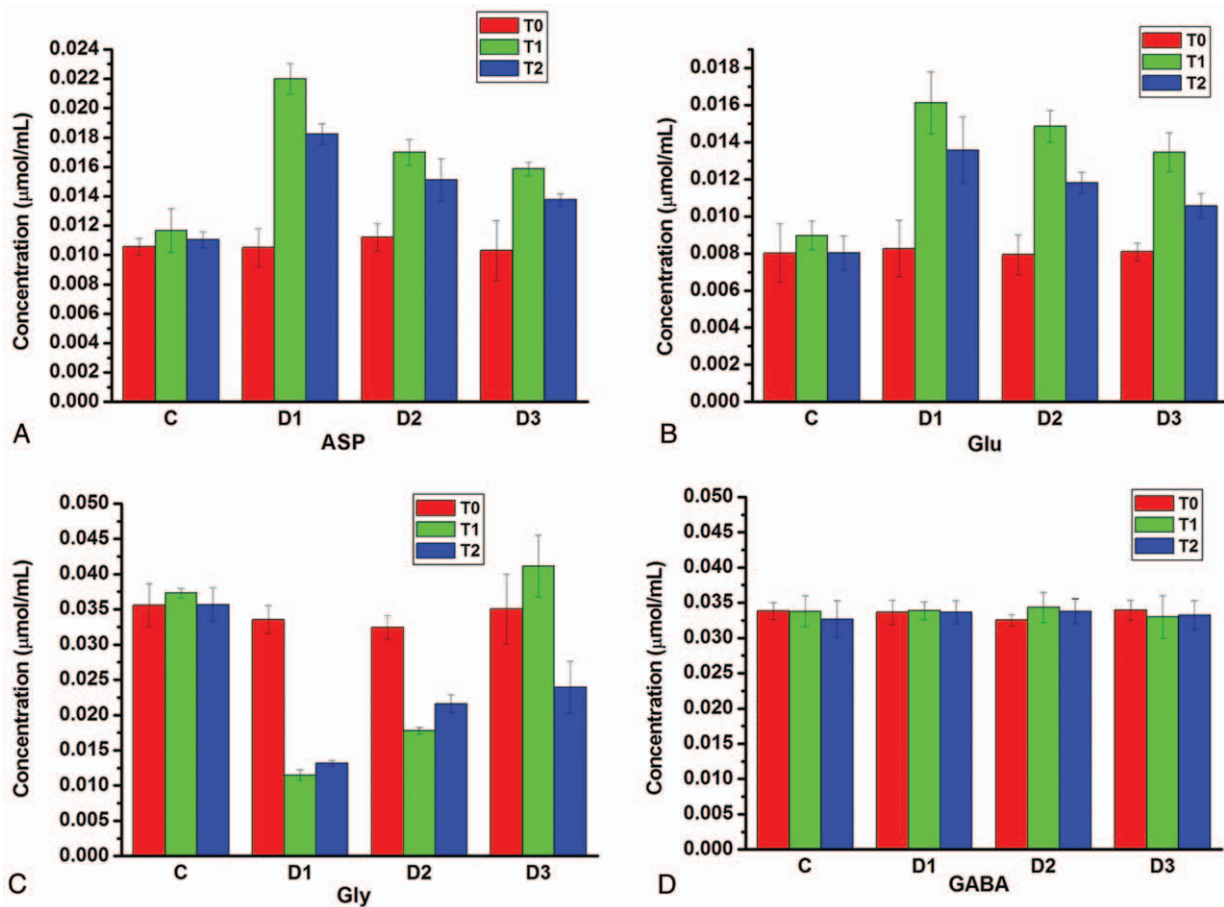 T0
T1
T2
Concentration (µmol/mL)
0.024
0.022
0.020
0.018
0.016
0.014
0.012
0.010
0.008
0.006
0.004
0.002
0.000
C D1 D2 D3
A ASP
T0
T1
T2
Concentration (µmol/mL)
0.018
0.016
0.014
0.012
0.010
0.008
0.006
0.004
0.002
0.000
C D1 D2 D3
B Glu
T0
T1
T2
Concentration (µmol/mL)
0.050
0.045
0.040
0.035
0.030
0.025
0.020
0.015
0.010
0.005
0.000
C D1 D2 D3
C Gly
T0
T1
T2
Concentration (µmol/mL)
0.050
0.045
0.040
0.035
0.030
0.025
0.020
0.015
0.010
0.005
0.000
C D1 D2 D3
D GABA